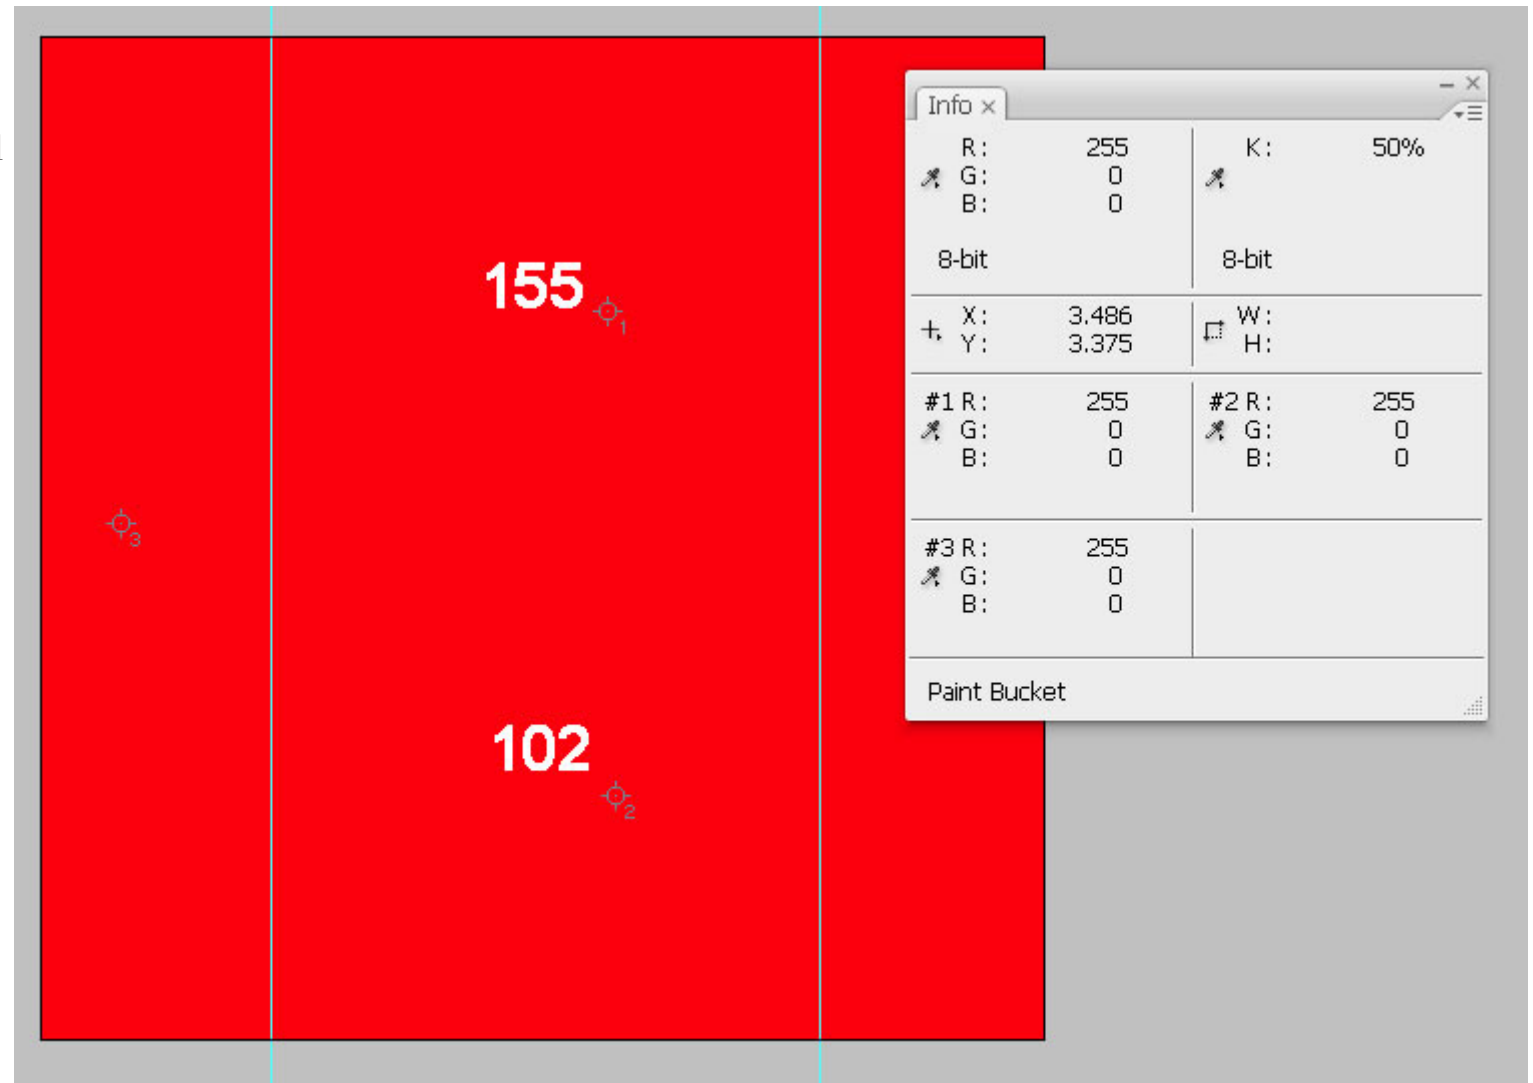 155
1
3
102
2
Info
R: 255
G: 0
B: 0
8-bit
K: 50%
8-bit
X: 3.486
Y: 3.375
W:
H:
#1 R: 255
G: 0
B: 0
#2 R: 255
G: 0
B: 0
#3 R: 255
G: 0
B: 0
Paint Bucket